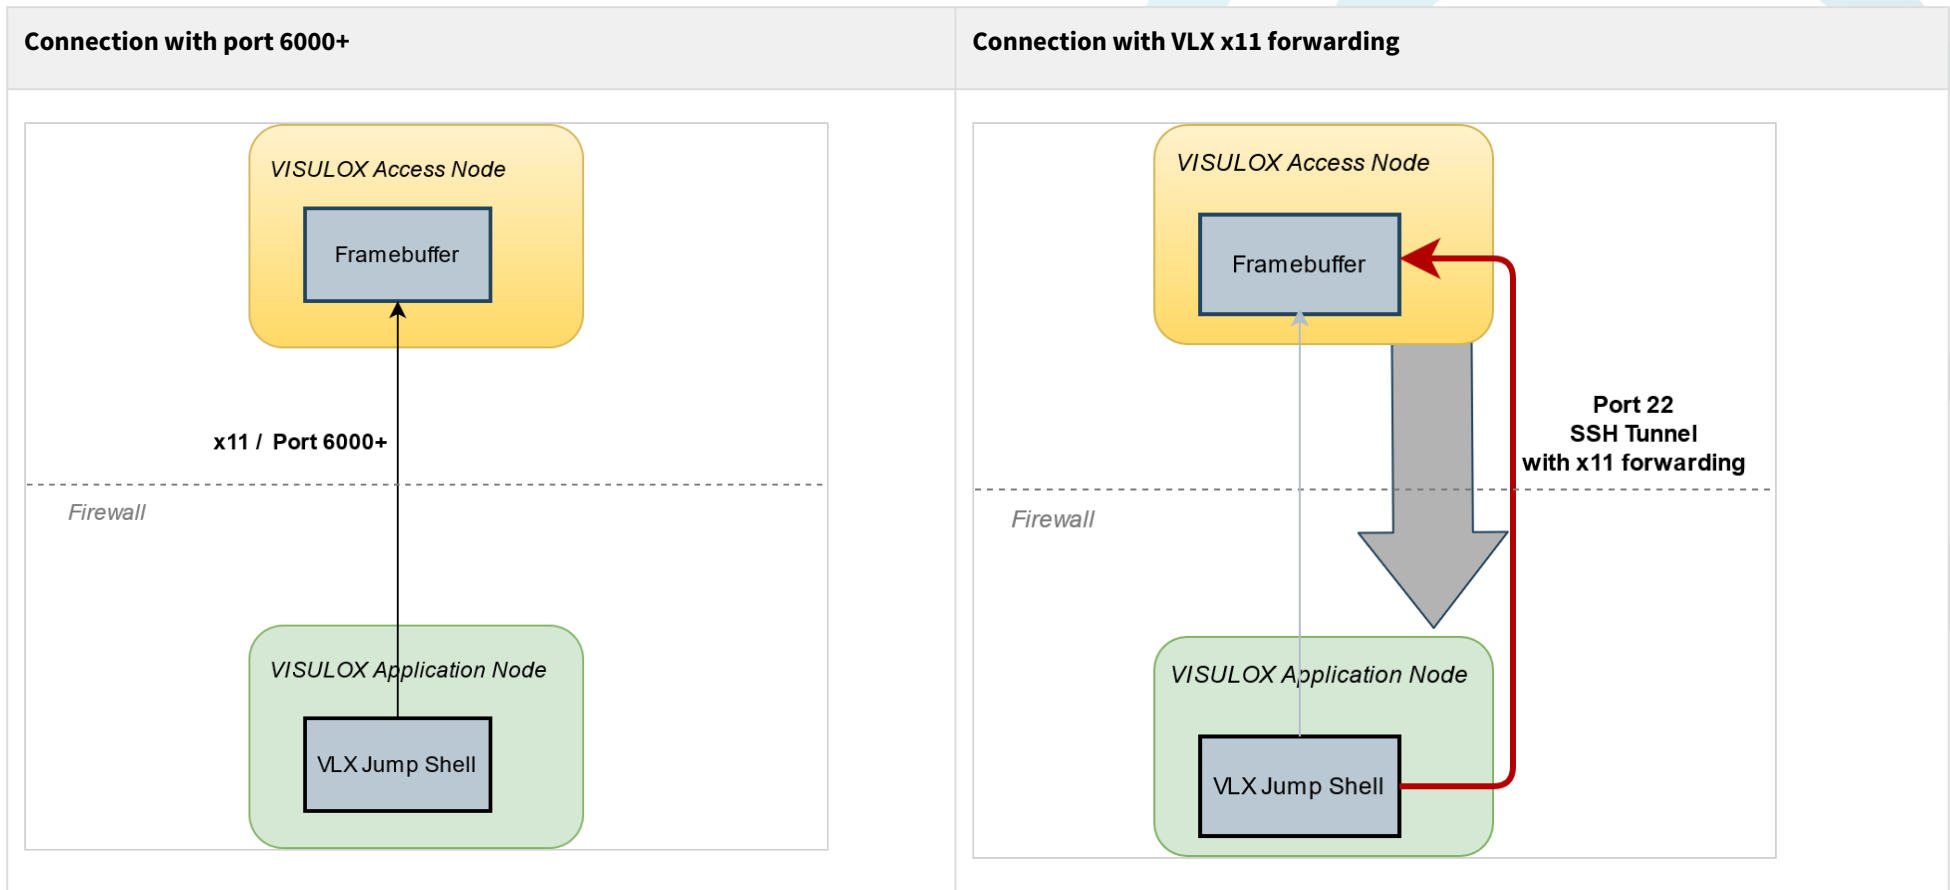 Connection with port 6000+
Connection with VLX x11 forwarding
VISULOX Access Node
Framebuffer
x11 / Port 6000+
Firewall
VISULOX Application Node
VLX Jump Shell
VISULOX Access Node
Framebuffer
Port 22
SSH Tunnel
with x11 forwarding
Firewall
VISULOX Application Node
VLX Jump Shell